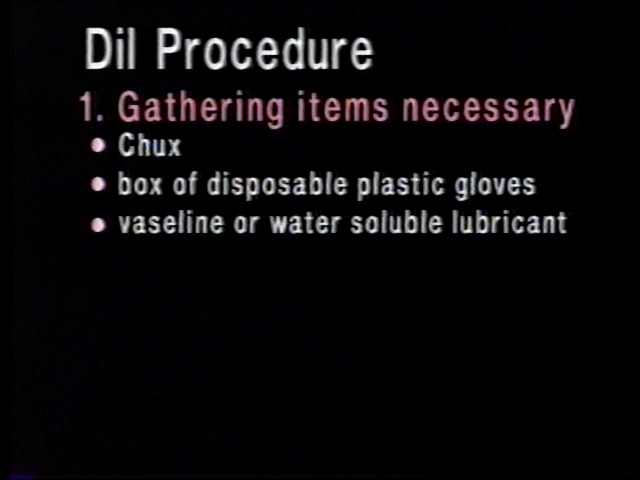 Dil Procedure
1. Gathering items necessary
• Chux
• box of disposable plastic gloves
• vaseline or water soluble lubricant